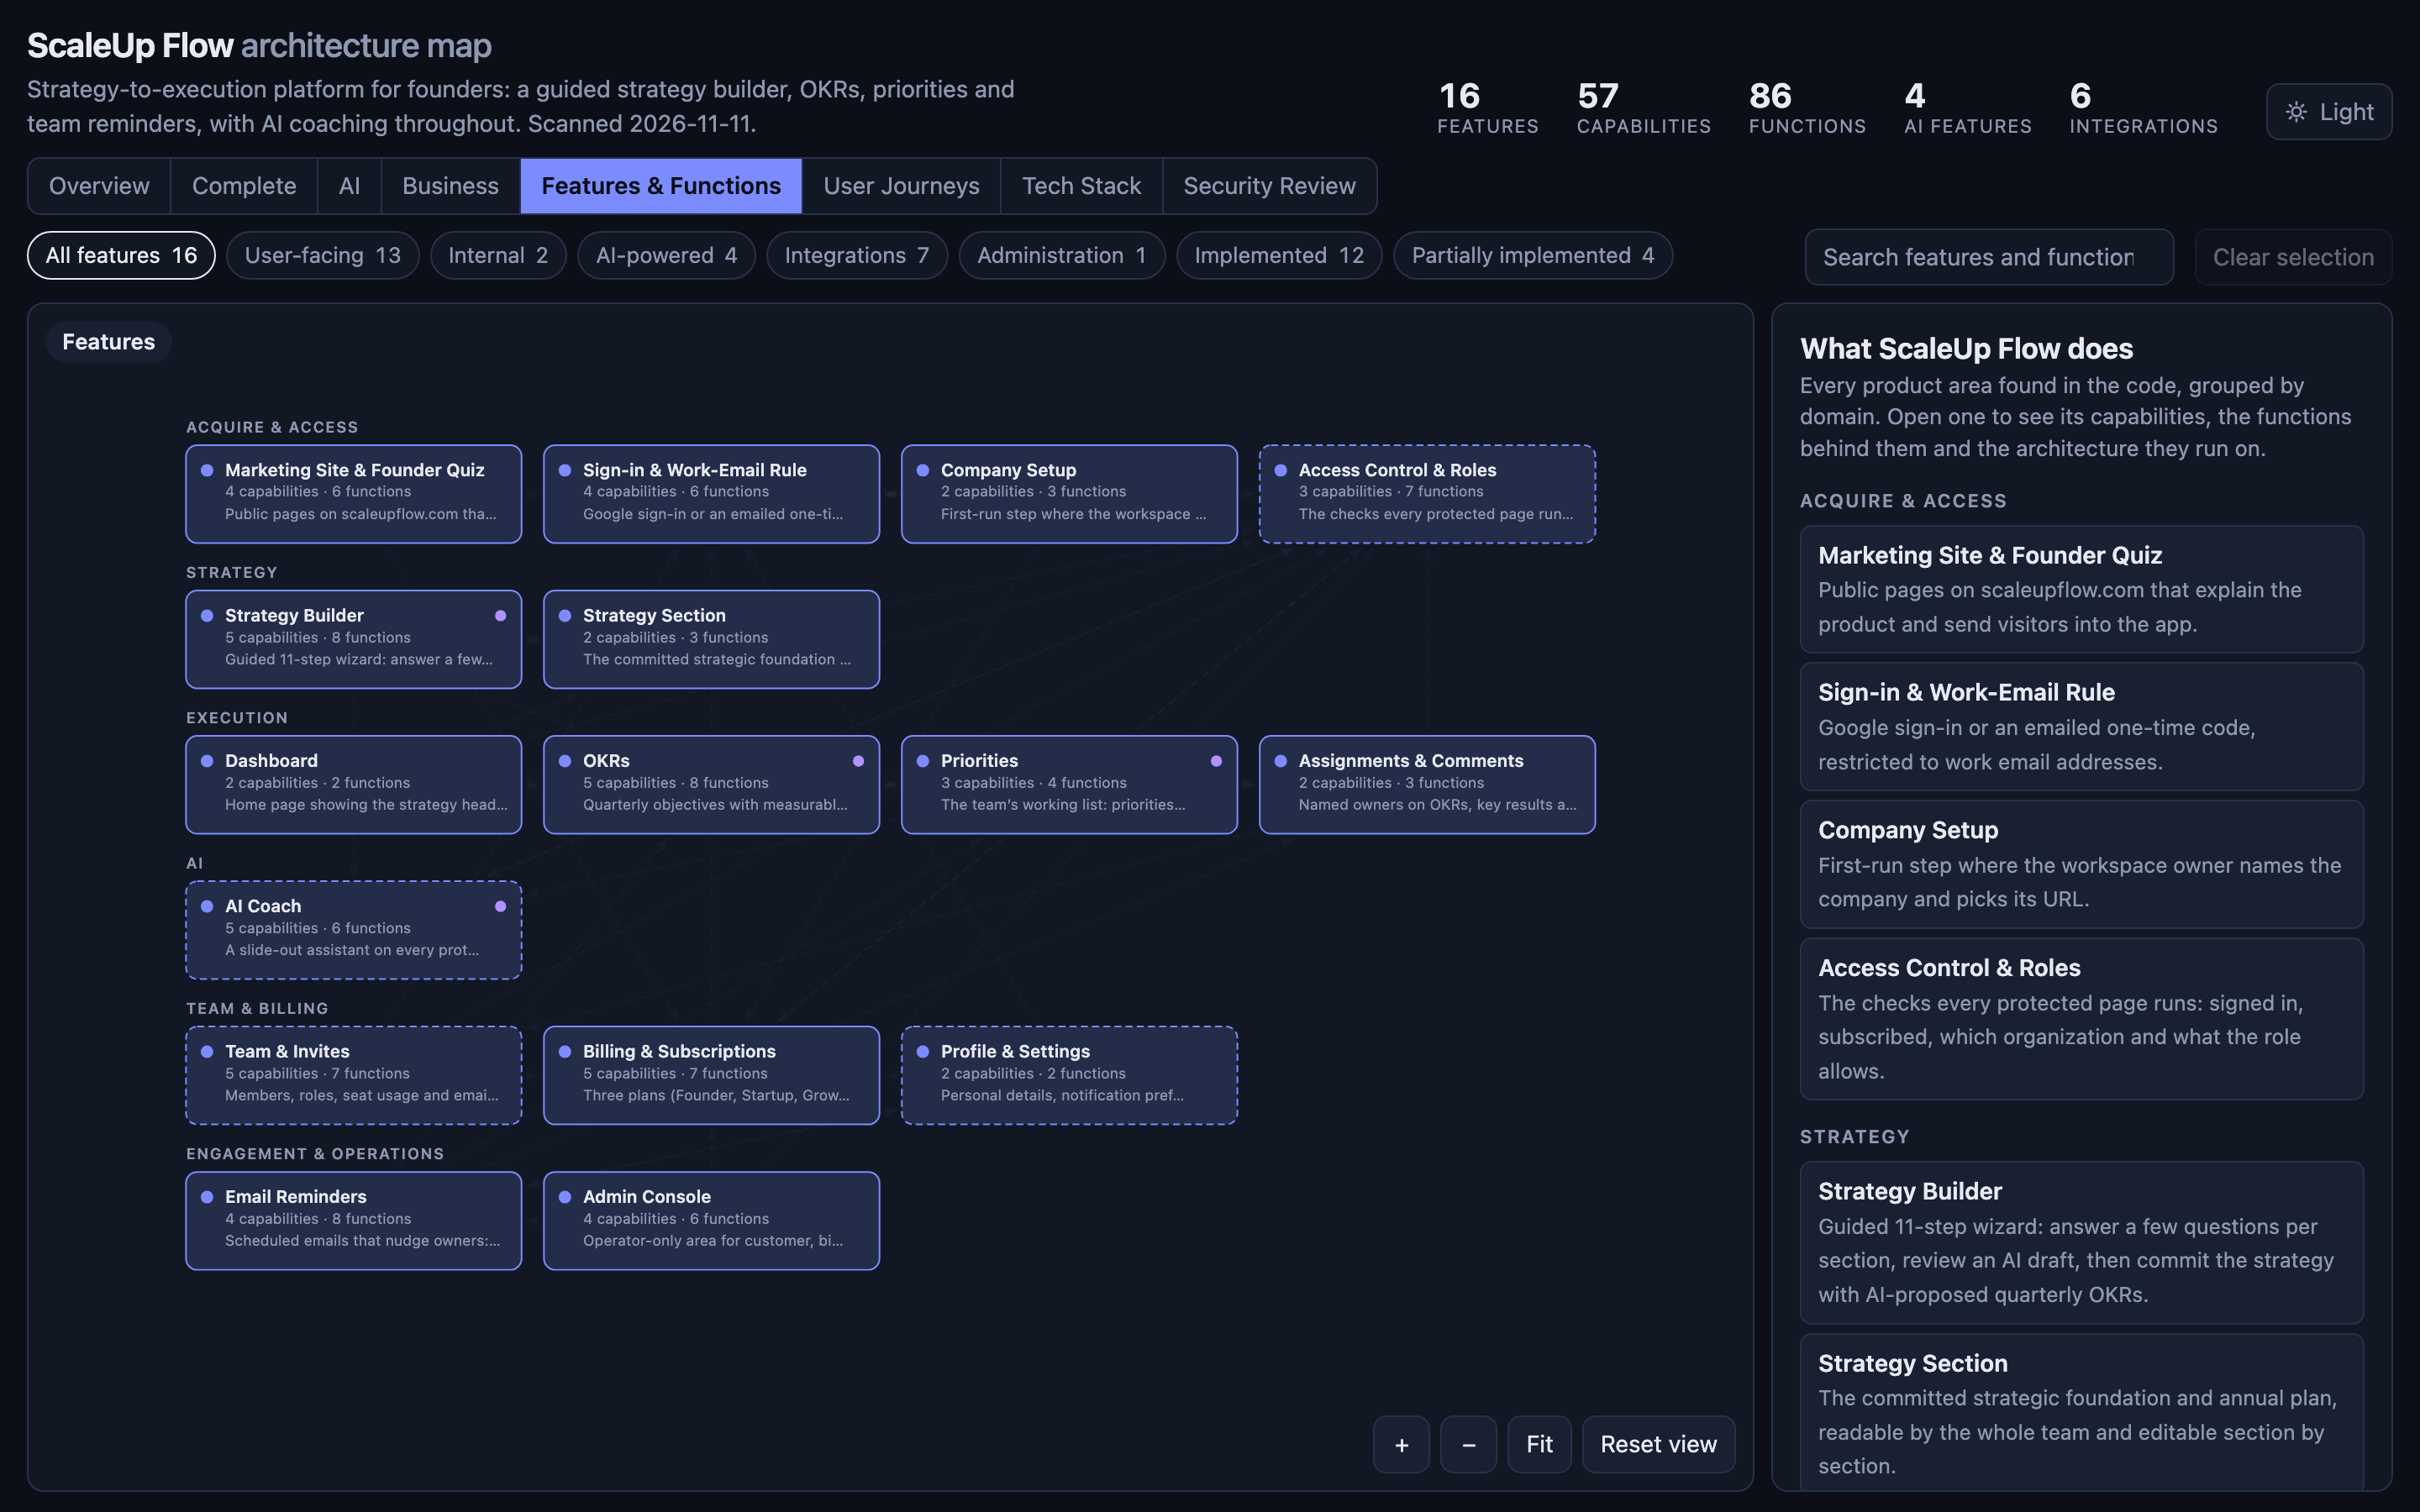 ScaleUp Flow architecture map
Strategy-to-execution platform for founders: a guided strategy builder, OKRs, priorities and
team reminders, with AI coaching throughout. Scanned 2026-11-11.
16
FEATURES
57
CAPABILITIES
86
FUNCTIONS
4
AI FEATURES
6
INTEGRATIONS
Light
Overview
Complete
AI
Business
Features & Functions
User Journeys
Tech Stack
Security Review
All features 16
User-facing 13
Internal 2
AI-powered 4
Integrations 7
Administration 1
Implemented 12
Partially implemented 4
Search features and function
Clear selection
Features
ACQUIRE & ACCESS
Marketing Site & Founder Quiz
4 capabilities · 6 functions
Public pages on scaleupflow.com tha...
Sign-in & Work-Email Rule
4 capabilities · 6 functions
Google sign-in or an emailed one-ti...
Company Setup
2 capabilities · 3 functions
First-run step where the workspace ...
Access Control & Roles
3 capabilities · 7 functions
The checks every protected page run...
STRATEGY
Strategy Builder
5 capabilities · 8 functions
Guided 11-step wizard: answer a few...
Strategy Section
2 capabilities · 3 functions
The committed strategic foundation ...
EXECUTION
Dashboard
2 capabilities · 2 functions
Home page showing the strategy head...
OKRs
5 capabilities · 8 functions
Quarterly objectives with measurabl...
Priorities
3 capabilities · 4 functions
The team's working list: priorities...
Assignments & Comments
2 capabilities · 3 functions
Named owners on OKRs, key results a...
AI
AI Coach
5 capabilities · 6 functions
A slide-out assistant on every prot...
TEAM & BILLING
Team & Invites
5 capabilities · 7 functions
Members, roles, seat usage and emai...
Billing & Subscriptions
5 capabilities · 7 functions
Three plans (Founder, Startup, Grow...
Profile & Settings
2 capabilities · 2 functions
Personal details, notification pref...
ENGAGEMENT & OPERATIONS
Email Reminders
4 capabilities · 8 functions
Scheduled emails that nudge owners:...
Admin Console
4 capabilities · 6 functions
Operator-only area for customer, bi...
+
−
Fit
Reset view
What ScaleUp Flow does
Every product area found in the code, grouped by
domain. Open one to see its capabilities, the functions
behind them and the architecture they run on.
ACQUIRE & ACCESS
Marketing Site & Founder Quiz
Public pages on scaleupflow.com that explain the
product and send visitors into the app.
Sign-in & Work-Email Rule
Google sign-in or an emailed one-time code,
restricted to work email addresses.
Company Setup
First-run step where the workspace owner names the
company and picks its URL.
Access Control & Roles
The checks every protected page runs: signed in,
subscribed, which organization and what the role
allows.
STRATEGY
Strategy Builder
Guided 11-step wizard: answer a few questions per
section, review an AI draft, then commit the strategy
with AI-proposed quarterly OKRs.
Strategy Section
The committed strategic foundation and annual plan,
readable by the whole team and editable section by
section.